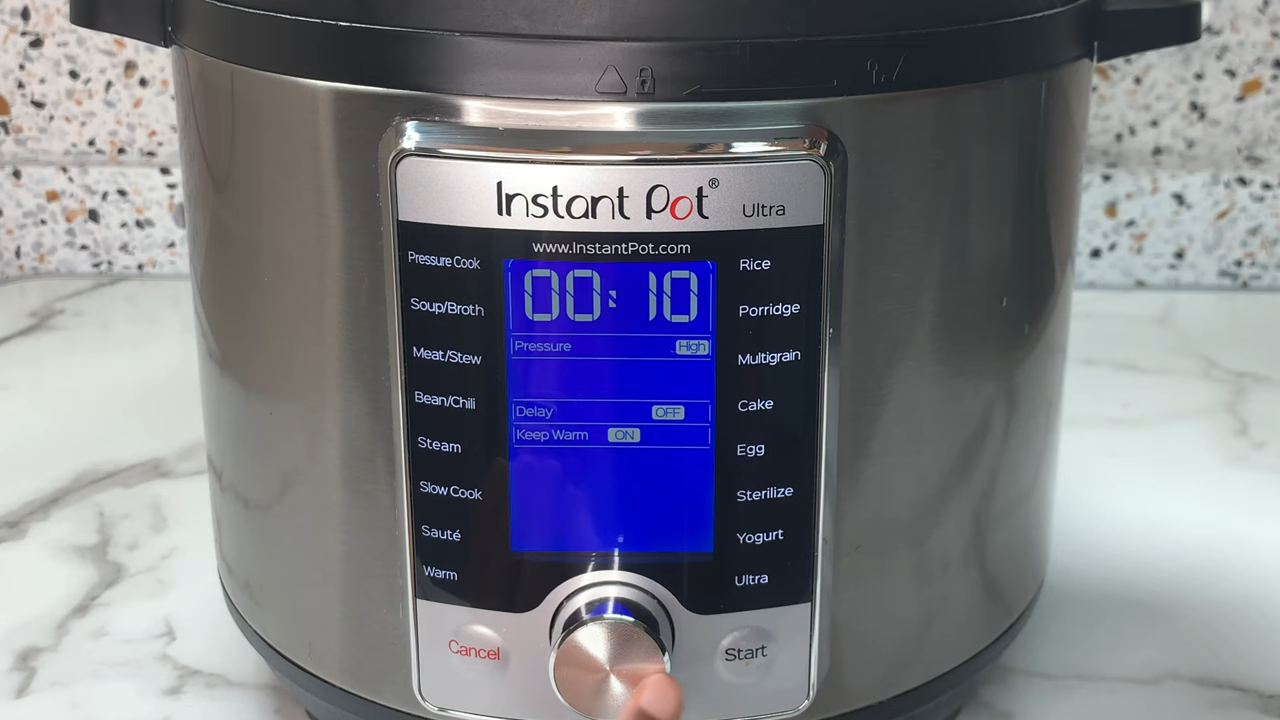 Instant Pot® Ultra
www.InstantPot.com
Pressure Cook
Soup/Broth
Meat/Stew
Bean/Chili
Steam
Slow Cook
Sauté
Warm
00:10
Pressure High
Delay OFF
Keep Warm ON
Rice
Porridge
Multigrain
Cake
Egg
Sterilize
Yogurt
Ultra
Cancel
Start